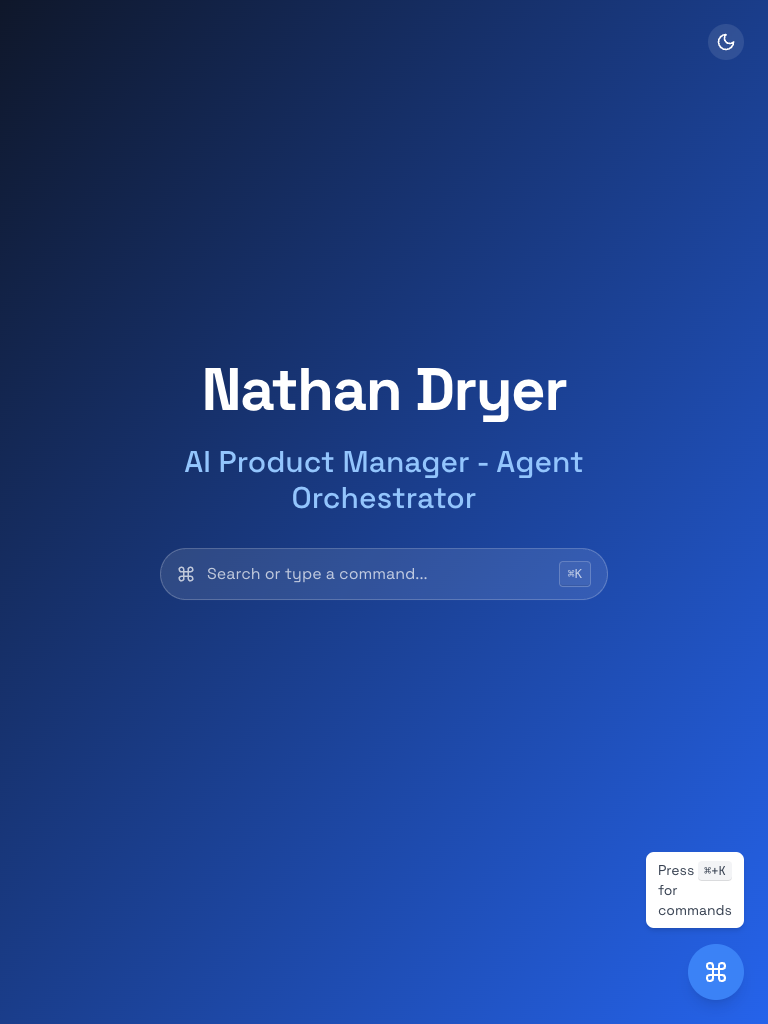 Nathan Dryer
AI Product Manager - Agent
Orchestrator
Search or type a command...
⌘K
Press ⌘+K
for
commands